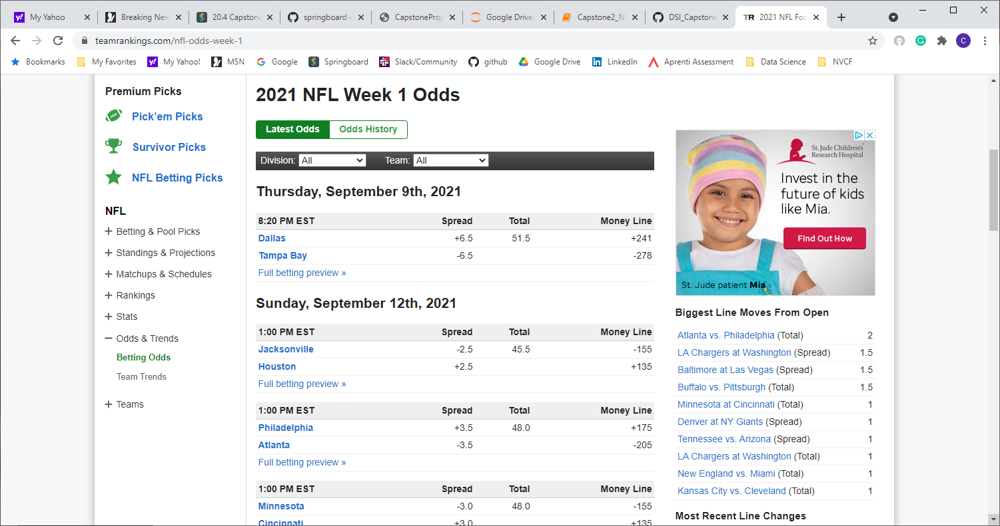 My Yahoo
Breaking New
20.4 Capstone
springboard-c
CapstoneProj
Google Drive/
Capstone2_N
DSI_Capstone
TR 2021 NFL Foo
teamrankings.com/nfl-odds-week-1
C
Bookmarks My Favorites My Yahoo! MSN Google Springboard Slack/Community github Google Drive LinkedIn Aprenti Assessment Data Science NVCF
Premium Picks
Pick'em Picks
Survivor Picks
NFL Betting Picks
NFL
+ Betting & Pool Picks
+ Standings & Projections
+ Matchups & Schedules
+ Rankings
+ Stats
— Odds & Trends
Betting Odds
Team Trends
+ Teams
2021 NFL Week 1 Odds
Latest Odds Odds History
Division: All Team: All
Thursday, September 9th, 2021
8:20 PM EST Spread Total Money Line
Dallas +6.5 51.5 +241
Tampa Bay -6.5 -278
Full betting preview »
Sunday, September 12th, 2021
1:00 PM EST Spread Total Money Line
Jacksonville -2.5 45.5 -155
Houston +2.5 +135
Full betting preview »
1:00 PM EST Spread Total Money Line
Philadelphia +3.5 48.0 +175
Atlanta -3.5 -205
Full betting preview »
1:00 PM EST Spread Total Money Line
Minnesota -3.0 48.0 -155
Cincinnati +3.0 +135
St. Jude Children's
Research Hospital
Invest in the
future of kids
like Mia.
Find Out How
St. Jude patient Mia
Biggest Line Moves From Open
Atlanta vs. Philadelphia (Total) 2
LA Chargers at Washington (Spread) 1.5
Baltimore at Las Vegas (Spread) 1.5
Buffalo vs. Pittsburgh (Total) 1.5
Minnesota at Cincinnati (Total) 1
Denver at NY Giants (Spread) 1
Tennessee vs. Arizona (Spread) 1
LA Chargers at Washington (Total) 1
New England vs. Miami (Total) 1
Kansas City vs. Cleveland (Total) 1
Most Recent Line Changes